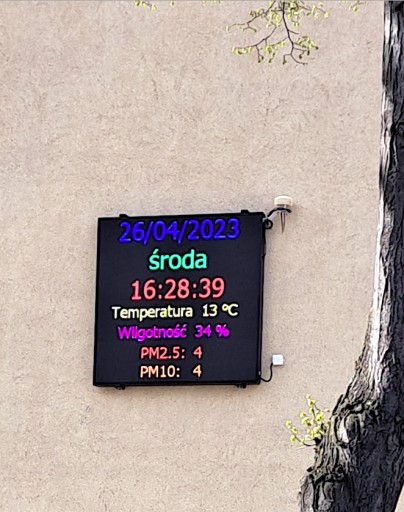 26/04/2023
środa
16:28:39
Temperatura 13 ºC
Wilgotność 34 %
PM2.5: 4
PM10: 4